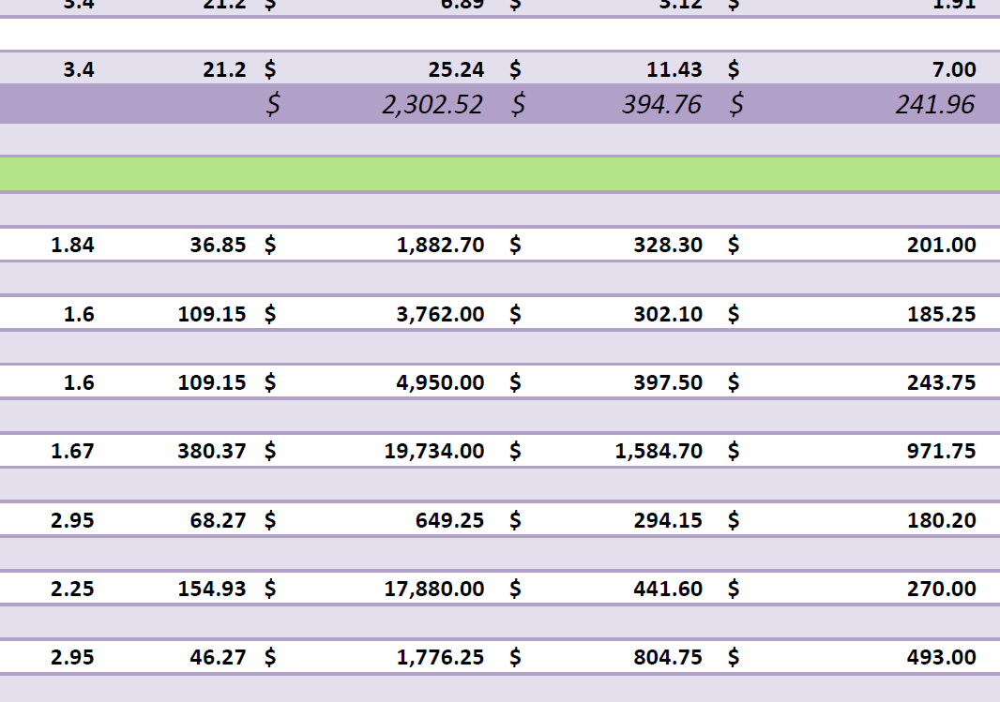 3.4 21.2 $ 6.89 $ 3.12 $ 1.91
3.4 21.2 $ 25.24 $ 11.43 $ 7.00
$ 2,302.52 $ 394.76 $ 241.96
1.84 36.85 $ 1,882.70 $ 328.30 $ 201.00
1.6 109.15 $ 3,762.00 $ 302.10 $ 185.25
1.6 109.15 $ 4,950.00 $ 397.50 $ 243.75
1.67 380.37 $ 19,734.00 $ 1,584.70 $ 971.75
2.95 68.27 $ 649.25 $ 294.15 $ 180.20
2.25 154.93 $ 17,880.00 $ 441.60 $ 270.00
2.95 46.27 $ 1,776.25 $ 804.75 $ 493.00